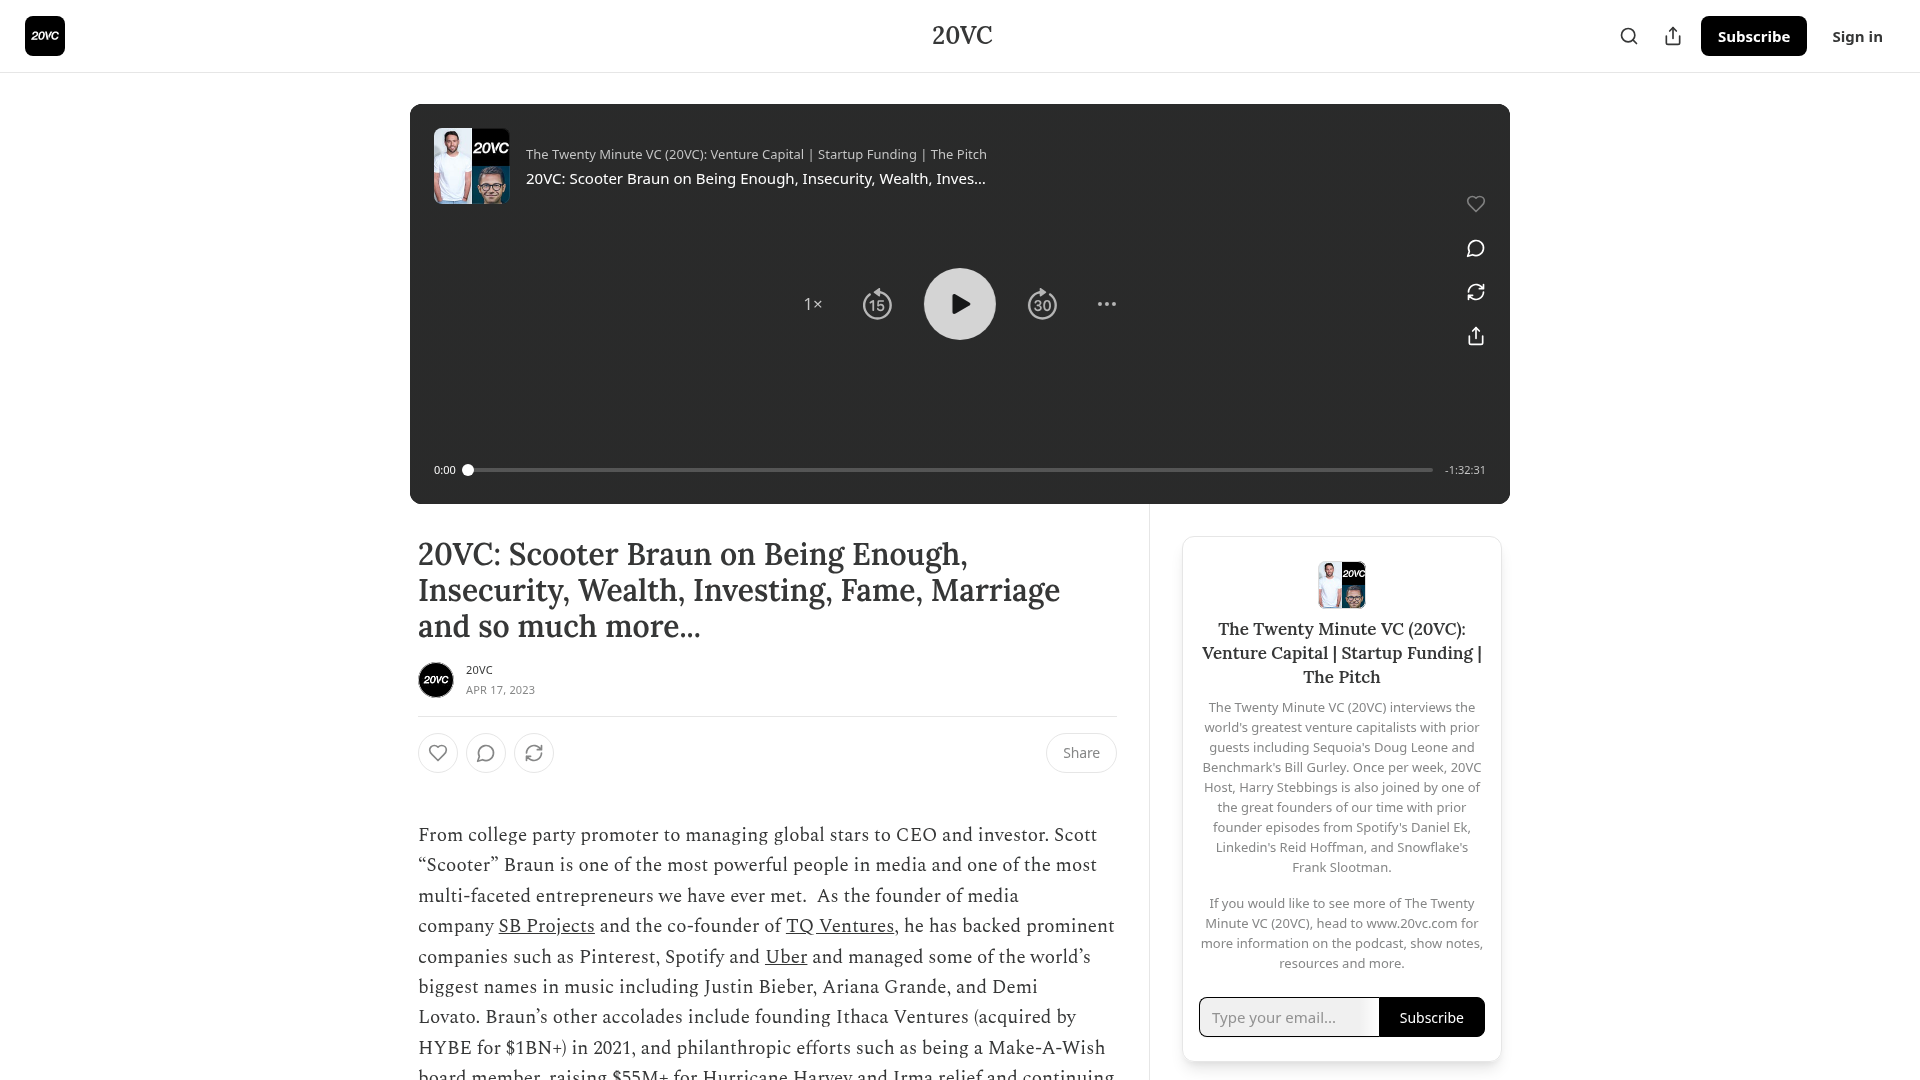 20VC
20VC
Subscribe
Sign in
20VC
The Twenty Minute VC (20VC): Venture Capital | Startup Funding | The Pitch
20VC: Scooter Braun on Being Enough, Insecurity, Wealth, Inves...
1×
15
30
0:00
-1:32:31
20VC: Scooter Braun on Being Enough,
Insecurity, Wealth, Investing, Fame, Marriage
and so much more...
20VC
20VC
APR 17, 2023
Share
From college party promoter to managing global stars to CEO and investor. Scott
“Scooter” Braun is one of the most powerful people in media and one of the most
multi-faceted entrepreneurs we have ever met.  As the founder of media
company SB Projects and the co-founder of TQ Ventures, he has backed prominent
companies such as Pinterest, Spotify and Uber and managed some of the world’s
biggest names in music including Justin Bieber, Ariana Grande, and Demi
Lovato. Braun’s other accolades include founding Ithaca Ventures (acquired by
HYBE for $1BN+) in 2021, and philanthropic efforts such as being a Make-A-Wish
board member, raising $55M+ for Hurricane Harvey and Irma relief and continuing
20VC
The Twenty Minute VC (20VC):
Venture Capital | Startup Funding |
The Pitch
The Twenty Minute VC (20VC) interviews the
world's greatest venture capitalists with prior
guests including Sequoia's Doug Leone and
Benchmark's Bill Gurley. Once per week, 20VC
Host, Harry Stebbings is also joined by one of
the great founders of our time with prior
founder episodes from Spotify's Daniel Ek,
Linkedin's Reid Hoffman, and Snowflake's
Frank Slootman.
If you would like to see more of The Twenty
Minute VC (20VC), head to www.20vc.com for
more information on the podcast, show notes,
resources and more.
Type your email...
Subscribe